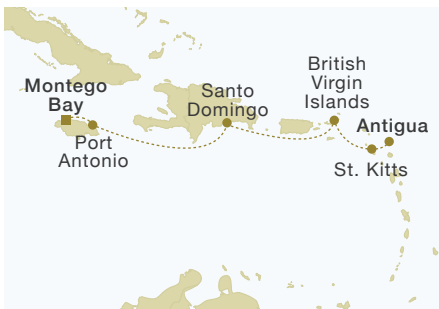 Montego
Bay
Port
Antonio
Santo
Domingo
British
Virgin
Islands
Antigua
St. Kitts